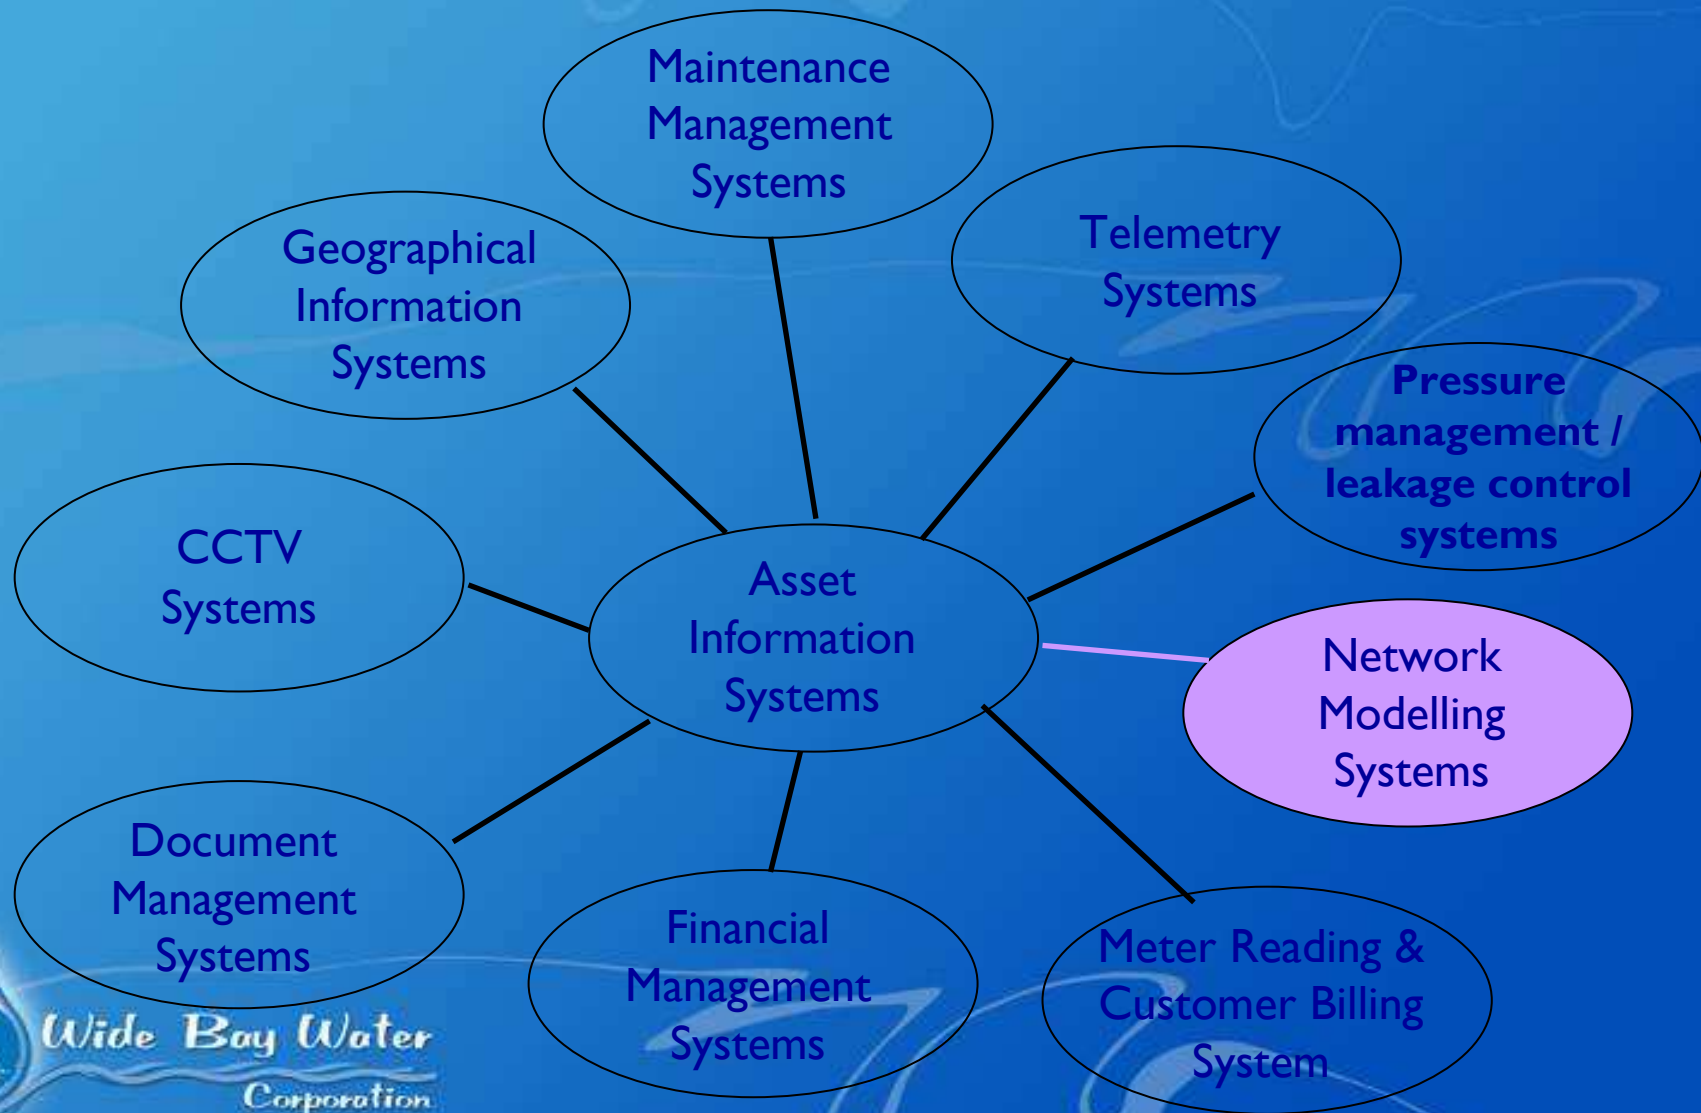 Maintenance
Management
Systems
Telemetry
Systems
Geographical
Information
Systems
Pressure
management /
leakage control
systems
CCTV
Systems
Asset
Information
Systems
Network
Modelling
Systems
Document
Management
Systems
Financial
Management
Systems
Meter Reading &
Customer Billing
System
Wide Bay Water
Corporation